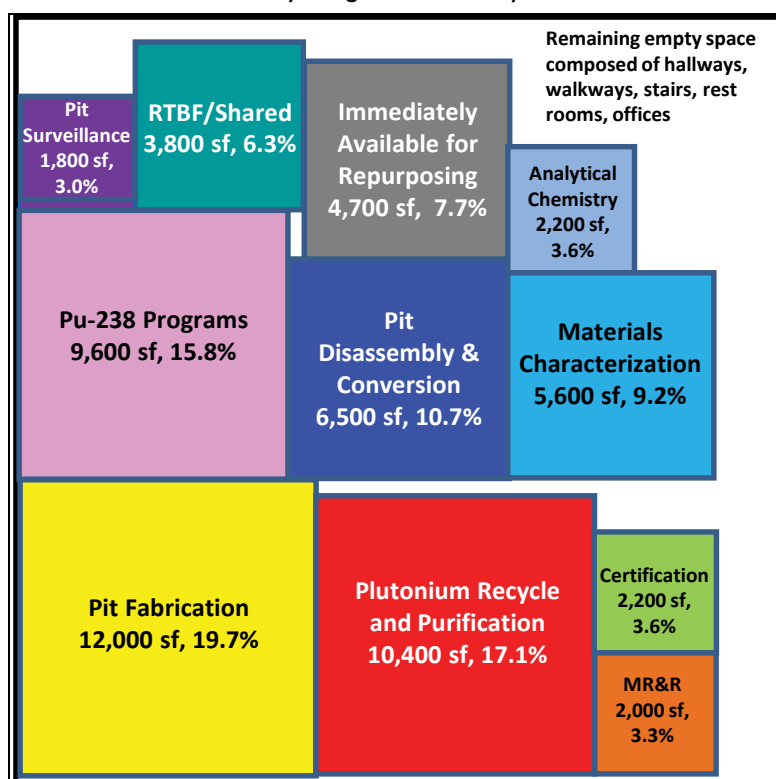 Remaining empty space
composed of hallways,
walkways, stairs, rest
rooms, offices
Pit
Surveillance
1,800 sf,
3.0%
RTBF/Shared
3,800 sf, 6.3%
Immediately
Available for
Repurposing
4,700 sf, 7.7%
Analytical
Chemistry
2,200 sf,
3.6%
Pu-238 Programs
9,600 sf, 15.8%
Pit
Disassembly &
Conversion
6,500 sf, 10.7%
Materials
Characterization
5,600 sf, 9.2%
Pit Fabrication
12,000 sf, 19.7%
Plutonium Recycle
and Purification
10,400 sf, 17.1%
Certification
2,200 sf,
3.6%
MR&R
2,000 sf,
3.3%